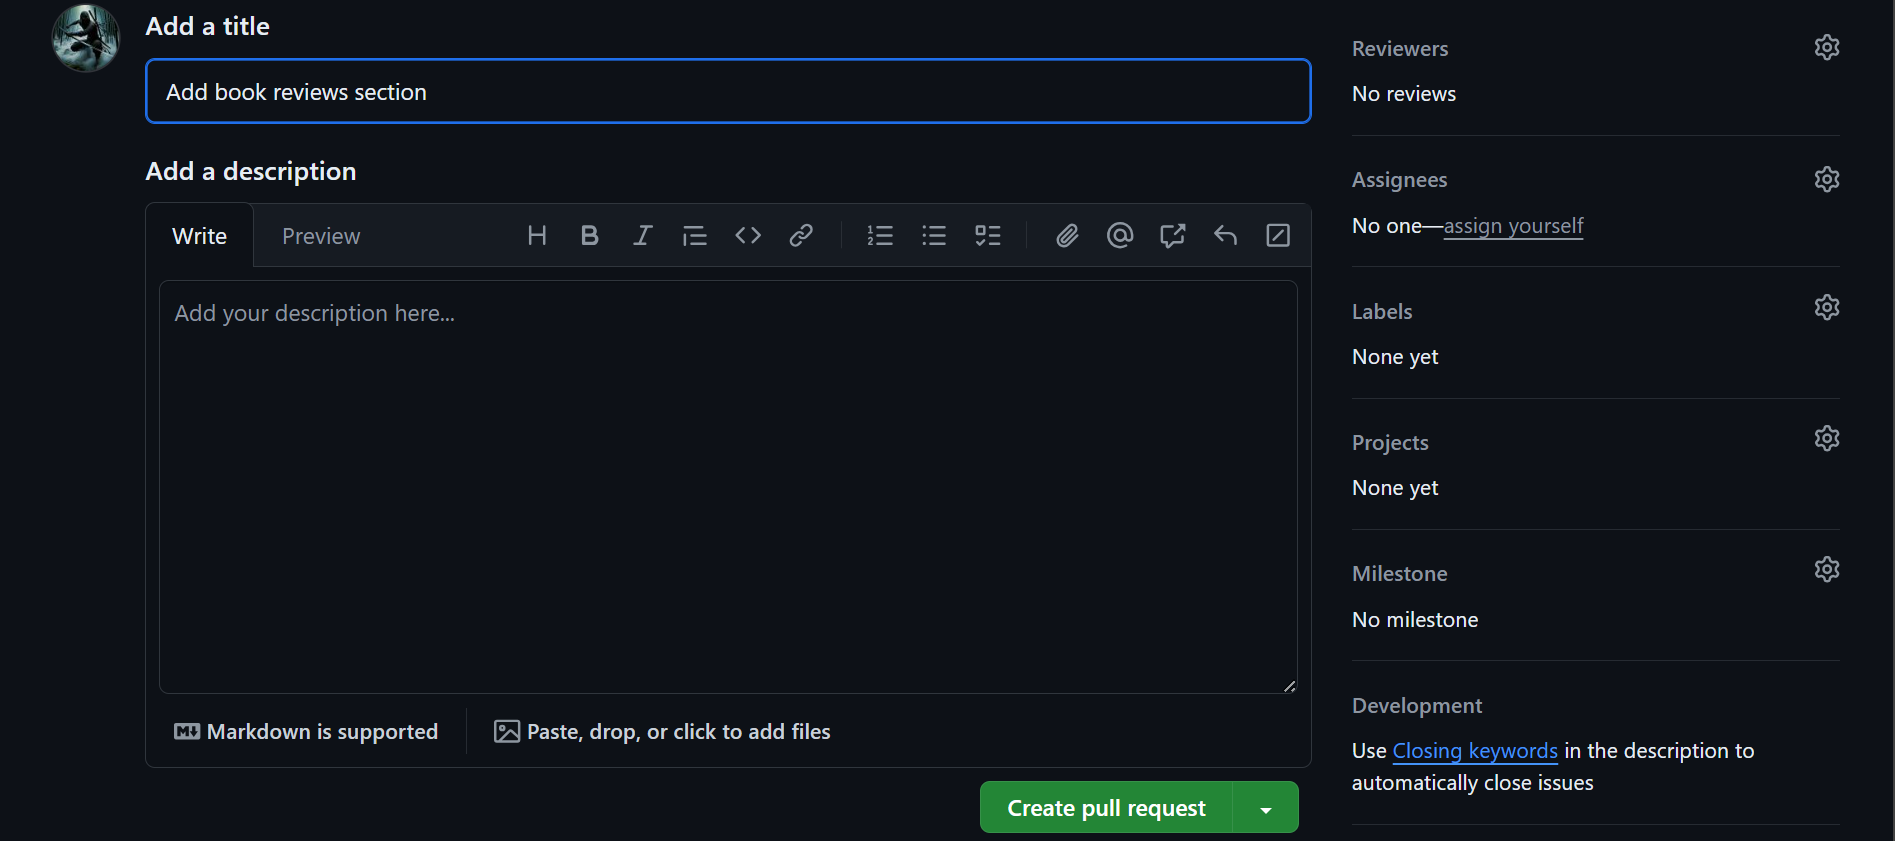 Add a title
Add book reviews section
Add a description
Write
Preview
Add your description here...
Markdown is supported
Paste, drop, or click to add files
Create pull request
Reviewers
No reviews
Assignees
No one—assign yourself
Labels
None yet
Projects
None yet
Milestone
No milestone
Development
Use Closing keywords in the description to
automatically close issues